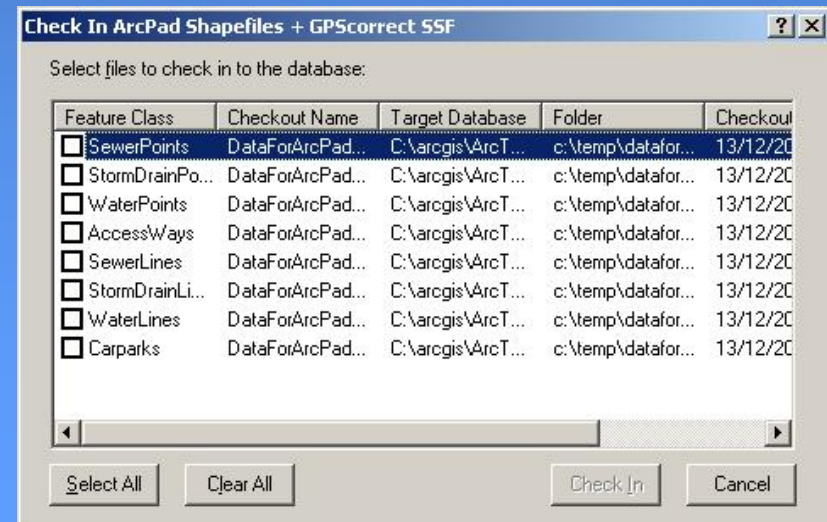 Check In ArcPad Shapefiles + GPScorrect SSF
Select files to check in to the database:
Feature Class Checkout Name Target Database Folder Checkout
SewerPoints DataForArcPad... C:\arcgis\ArcT... c:\temp\datafor... 13/12/20
StormDrainPo... DataForArcPad... C:\arcgis\ArcT... c:\temp\datafor... 13/12/20
WaterPoints DataForArcPad... C:\arcgis\ArcT... c:\temp\datafor... 13/12/20
AccessWays DataForArcPad... C:\arcgis\ArcT... c:\temp\datafor... 13/12/20
SewerLines DataForArcPad... C:\arcgis\ArcT... c:\temp\datafor... 13/12/20
StormDrainLi... DataForArcPad... C:\arcgis\ArcT... c:\temp\datafor... 13/12/20
WaterLines DataForArcPad... C:\arcgis\ArcT... c:\temp\datafor... 13/12/20
Carparks DataForArcPad... C:\arcgis\ArcT... c:\temp\datafor... 13/12/20
Select All Clear All Check In Cancel